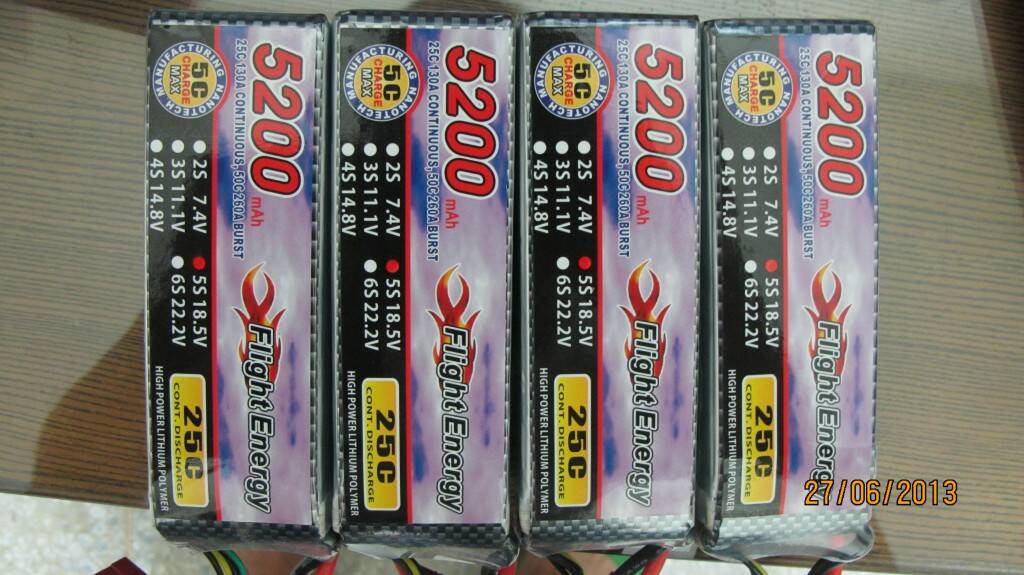 MANUFACTURING NANOTECH
5C
CHARGE
MAX
5200 mAh
25C 130A CONTINUOUS, 50C 260A BURST
2S 7.4V
3S 11.1V
4S 14.8V
5S 18.5V
6S 22.2V
Flight Energy
25C
CONT. DISCHARGE
HIGH POWER LITHIUM POLYMER
MANUFACTURING NANOTECH
5C
CHARGE
MAX
5200 mAh
25C 130A CONTINUOUS, 50C 260A BURST
2S 7.4V
3S 11.1V
4S 14.8V
5S 18.5V
6S 22.2V
Flight Energy
25C
CONT. DISCHARGE
HIGH POWER LITHIUM POLYMER
MANUFACTURING NANOTECH
5C
CHARGE
MAX
5200 mAh
25C 130A CONTINUOUS, 50C 260A BURST
2S 7.4V
3S 11.1V
4S 14.8V
5S 18.5V
6S 22.2V
Flight Energy
25C
CONT. DISCHARGE
HIGH POWER LITHIUM POLYMER
MANUFACTURING NANOTECH
5C
CHARGE
MAX
5200 mAh
25C 130A CONTINUOUS, 50C 260A BURST
2S 7.4V
3S 11.1V
4S 14.8V
5S 18.5V
6S 22.2V
Flight Energy
25C
CONT. DISCHARGE
HIGH POWER LITHIUM POLYMER
27/06/2013